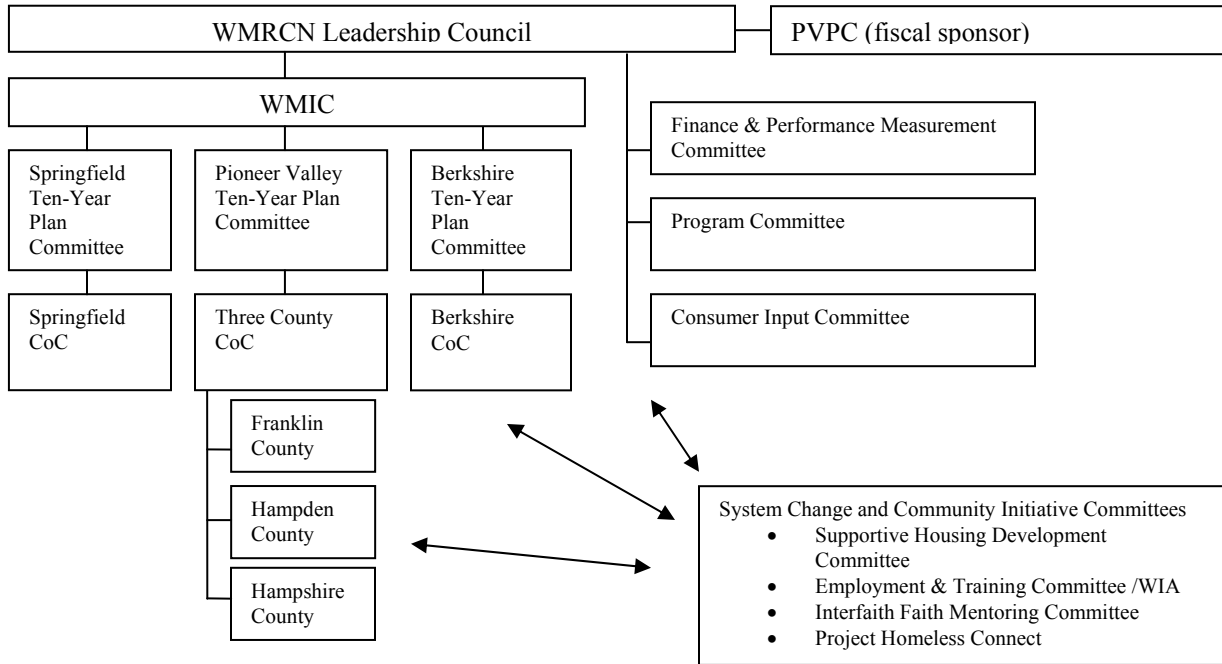 WMRCN Leadership Council
PVPC (fiscal sponsor)
WMIC
Finance & Performance Measurement
Committee
Springfield
Ten-Year
Plan
Committee
Pioneer Valley
Ten-Year Plan
Committee
Berkshire
Ten-Year
Plan
Committee
Program Committee
Springfield
CoC
Three County
CoC
Berkshire
CoC
Consumer Input Committee
Franklin
County
Hampden
County
Hampshire
County
System Change and Community Initiative Committees
• Supportive Housing Development
Committee
• Employment & Training Committee /WIA
• Interfaith Faith Mentoring Committee
• Project Homeless Connect